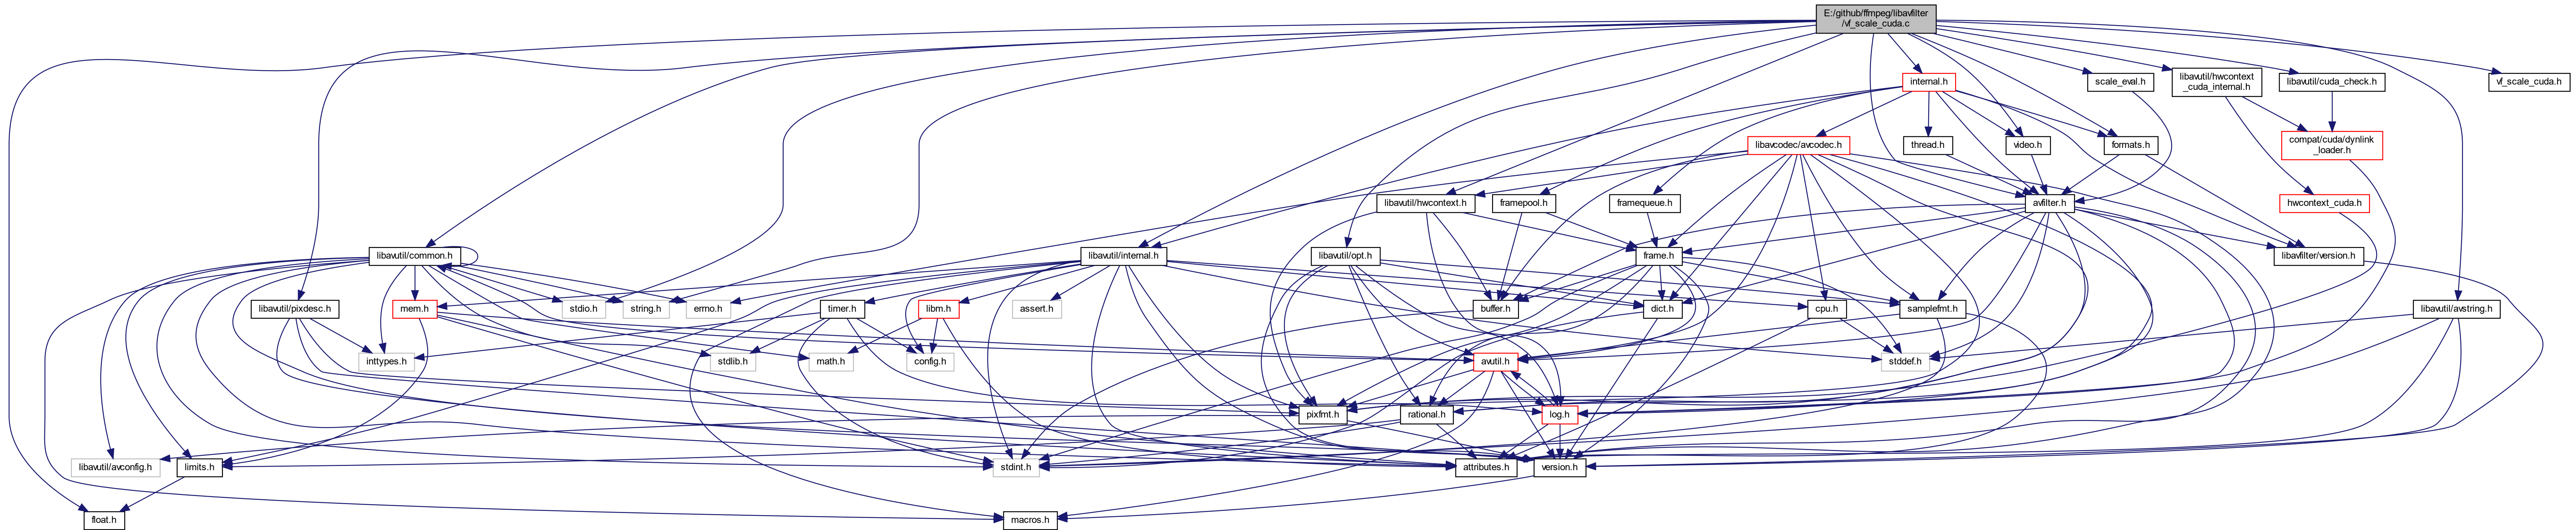 E:/github/ffmpeg/libavfilter
/vf_scale_cuda.c
internal.h
scale_eval.h
libavutil/hwcontext
_cuda_internal.h
libavutil/cuda_check.h
vf_scale_cuda.h
libavcodec/avcodec.h
thread.h
video.h
formats.h
compat/cuda/dynlink
_loader.h
libavutil/hwcontext.h
framepool.h
framequeue.h
avfilter.h
hwcontext_cuda.h
libavutil/common.h
libavutil/internal.h
libavutil/opt.h
frame.h
libavfilter/version.h
libavutil/pixdesc.h
mem.h
stdio.h
string.h
errno.h
timer.h
libm.h
assert.h
buffer.h
dict.h
cpu.h
samplefmt.h
libavutil/avstring.h
inttypes.h
stdlib.h
math.h
config.h
avutil.h
stddef.h
pixfmt.h
rational.h
log.h
libavutil/avconfig.h
limits.h
stdint.h
attributes.h
version.h
float.h
macros.h